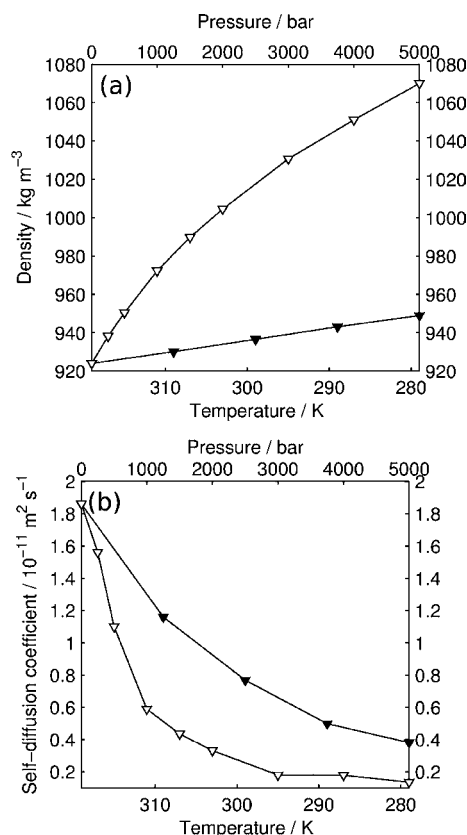 Pressure / bar
0 1000 2000 3000 4000 5000
(a)
1080 1080
1060 1060
1040 1040
1020 1020
1000 1000
980 980
960 960
940 940
920 920
Density / kg m⁻³
310 300 290 280
Temperature / K
Pressure / bar
0 1000 2000 3000 4000 5000
(b)
2 2
1.8 1.8
1.6 1.6
1.4 1.4
1.2 1.2
1 1
0.8 0.8
0.6 0.6
0.4 0.4
0.2 0.2
Self−diffusion coefficient / 10⁻¹¹ m² s⁻¹
310 300 290 280
Temperature / K